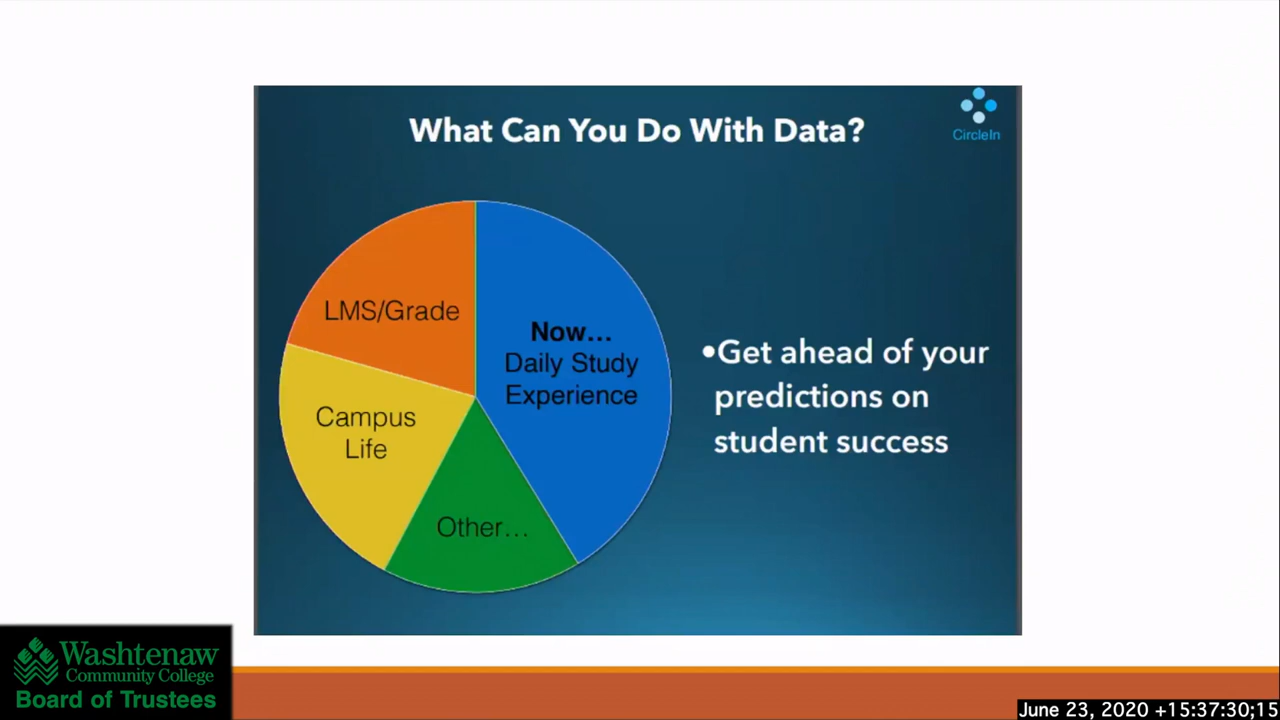 What Can You Do With Data?
CircleIn
LMS/Grade
Now...
Daily Study
Experience
Campus
Life
Other...
•Get ahead of your
predictions on
student success
Washtenaw
Community College
Board of Trustees
June 23, 2020 +15:37:30;15